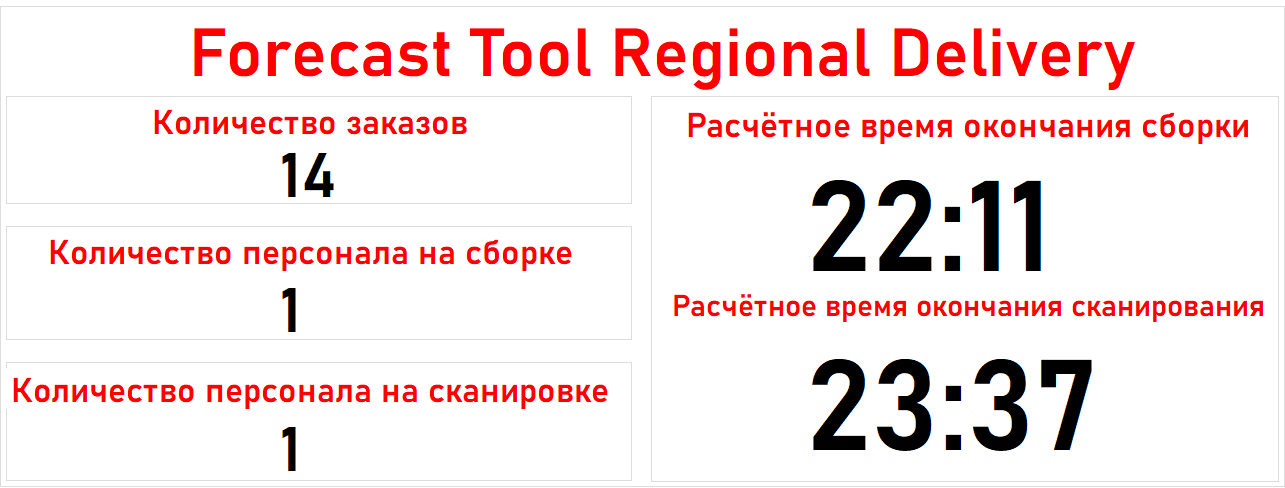 Forecast Tool Regional Delivery
Количество заказов
14
Количество персонала на сборке
1
Количество персонала на сканировке
1
Расчётное время окончания сборки
22:11
Расчётное время окончания сканирования
23:37